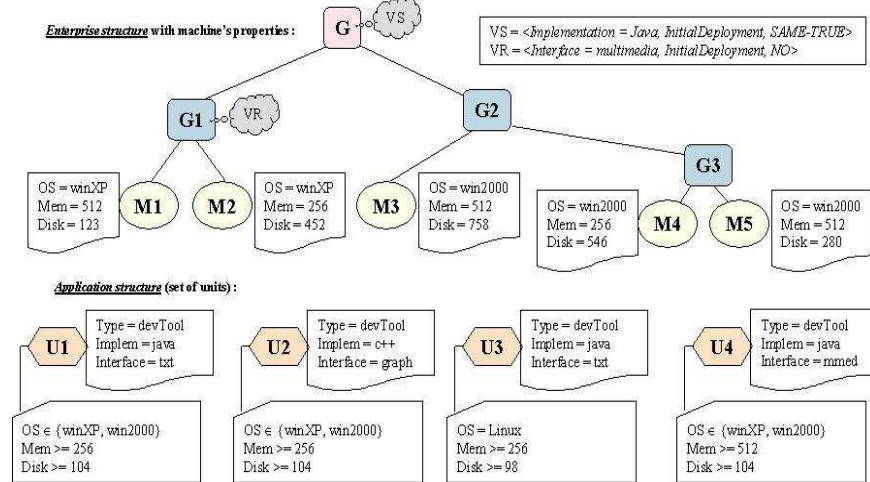 VS
Enterprise structure with machine's properties :
G
VS = <Implementation = Java, InitialDeployment, SAME-TRUE>
VR = <Interface = multimedia, InitialDeployment, NO>
G1
VR
G2
G3
OS = winXP
Mem = 512
Disk = 123
M1
M2
OS = winXP
Mem = 256
Disk = 452
M3
OS = win2000
Mem = 512
Disk = 758
OS = win2000
Mem = 256
Disk = 546
M4
M5
OS = win2000
Mem = 512
Disk = 280
Application structure (set of units) :
U1
Type = devTool
Implem = java
Interface = txt
U2
Type = devTool
Implem = c++
Interface = graph
U3
Type = devTool
Implem = java
Interface = txt
U4
Type = devTool
Implem = java
Interface = mmed
OS ∈ {winXP, win2000}
Mem >= 256
Disk >= 104
OS ∈ {winXP, win2000}
Mem >= 256
Disk >= 104
OS = Linux
Mem >= 256
Disk >= 98
OS ∈ {winXP, win2000}
Mem >= 512
Disk >= 104